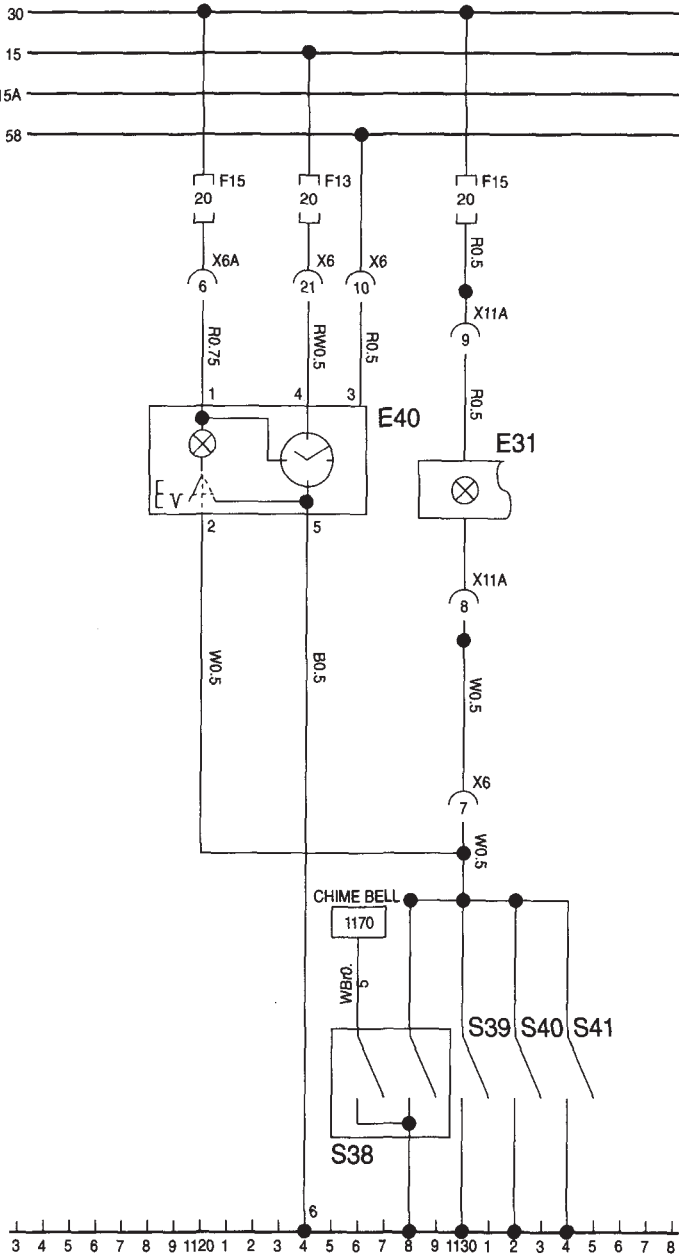 30
15
15A
58
F15 F13 F15
20 20 20
X6A X6 X6 R0.5
6 21 10 X11A
9
R0.75 RW0.5 R0.5 R0.5
1 4 3
E40 E31
2 5
X11A
8
W0.5 B0.5 W0.5
X6
7
W0.5
CHIME BELL
1170
WBr0.5
S39 S40 S41
S38
6
3 4 5 6 7 8 9 1120 1 2 3 4 5 6 7 8 9 1130 1 2 3 4 5 6 7 8